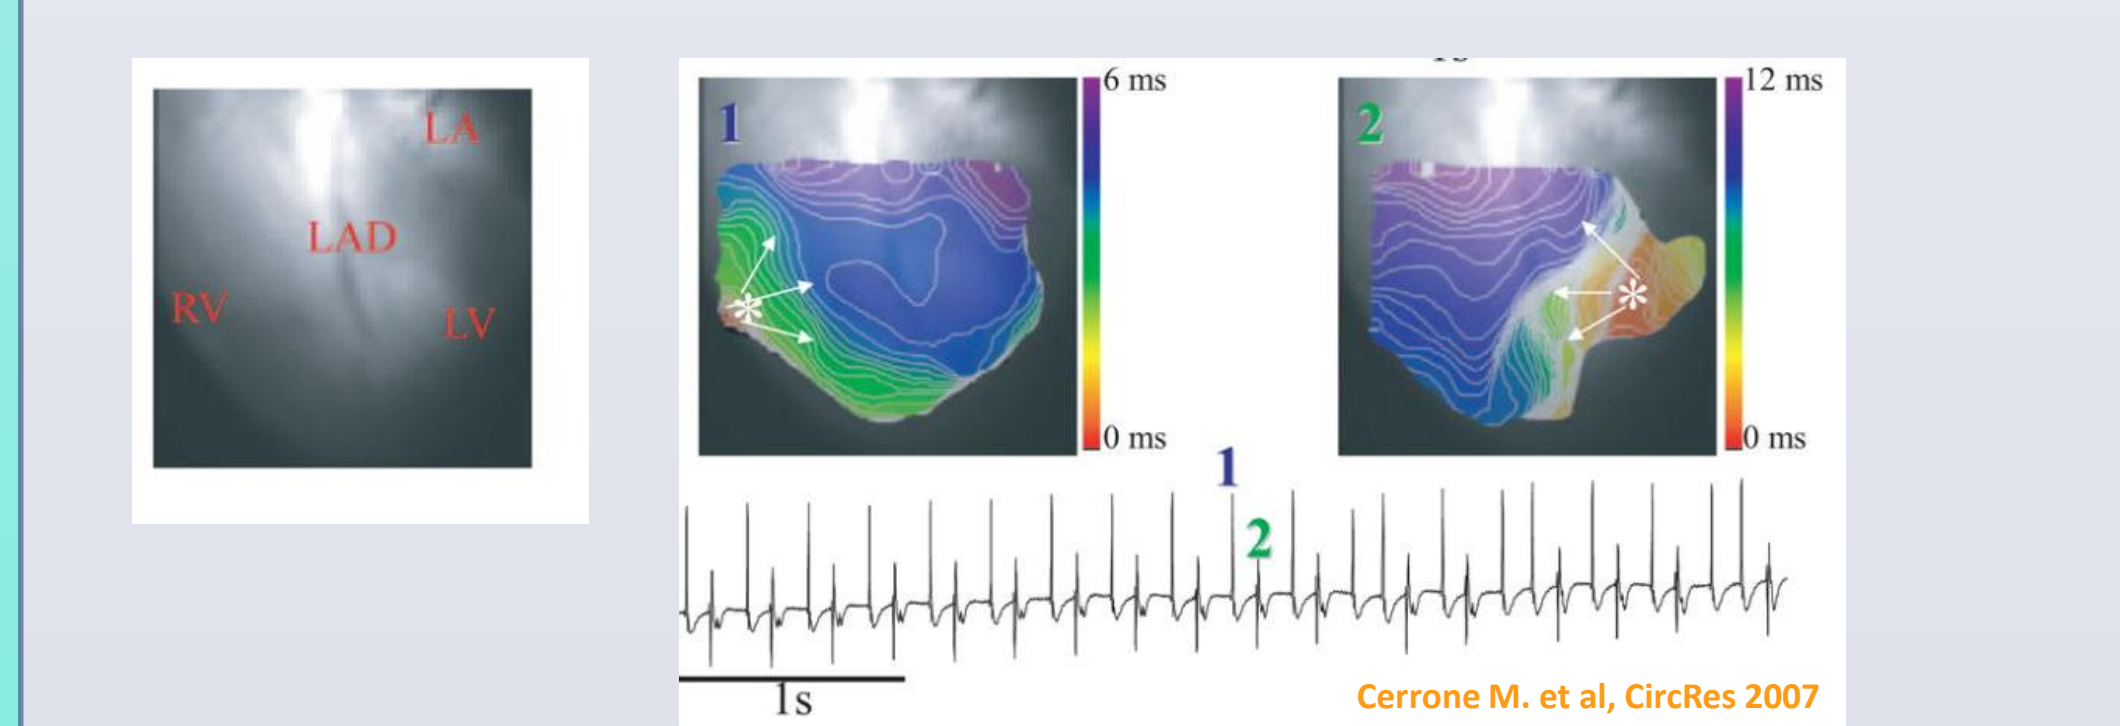 LA
LAD
RV
LV
1
6 ms
0 ms
2
12 ms
0 ms
1
2
1s
Cerrone M. et al, CircRes 2007